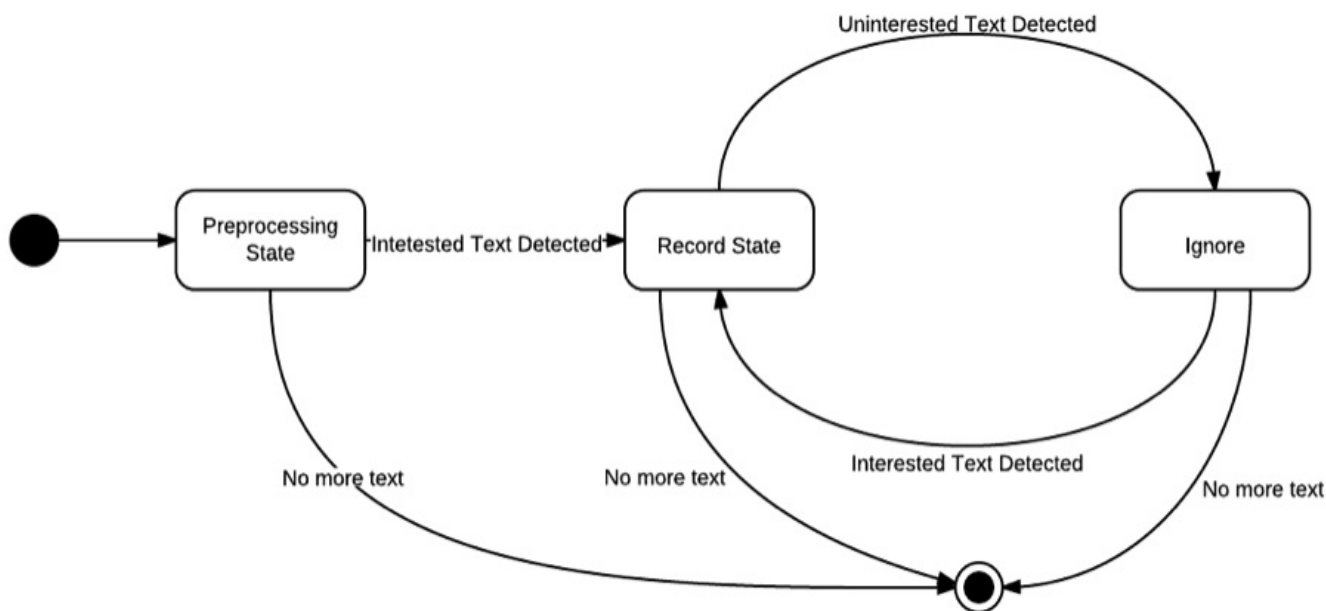 Uninterested Text Detected
Preprocessing
State
Intetested Text Detected
Record State
Ignore
Interested Text Detected
No more text
No more text
No more text